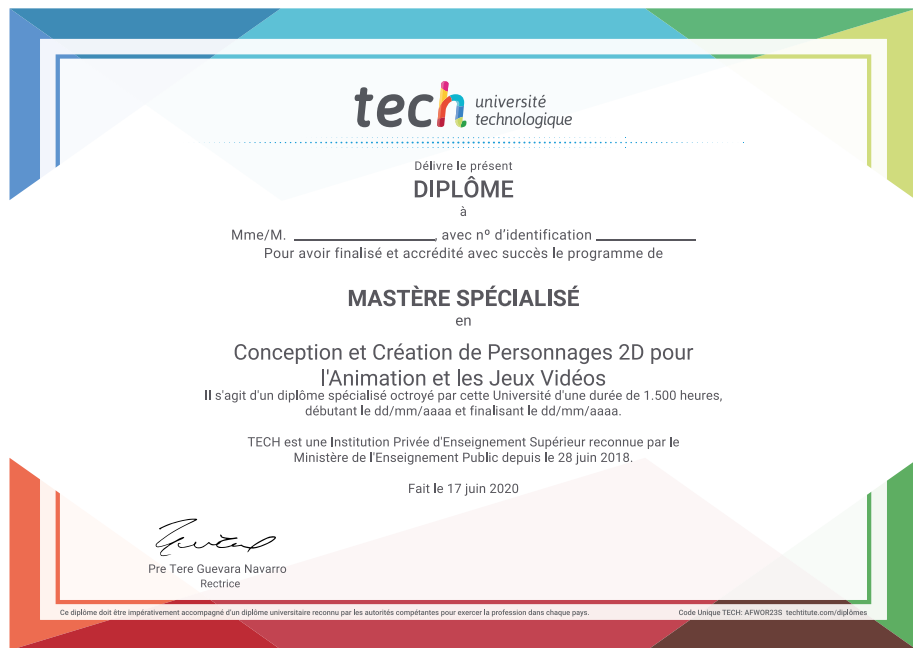 tech université
technologique
Délivre le présent
DIPLÔME
à
Mme/M. ________________, avec nº d'identification ____________
Pour avoir finalisé et accrédité avec succès le programme de
MASTÈRE SPÉCIALISÉ
en
Conception et Création de Personnages 2D pour
l'Animation et les Jeux Vidéos
Il s'agit d'un diplôme spécialisé octroyé par cette Université d'une durée de 1.500 heures,
débutant le dd/mm/aaaa et finalisant le dd/mm/aaaa.
TECH est une Institution Privée d'Enseignement Supérieur reconnue par le
Ministère de l'Enseignement Public depuis le 28 juin 2018.
Fait le 17 juin 2020
Pre Tere Guevara Navarro
Rectrice
Ce diplôme doit être impérativement accompagné d'un diplôme universitaire reconnu par les autorités compétantes pour exercer la profession dans chaque pays.
Code Unique TECH: AFWOR23S techtitute.com/diplômes